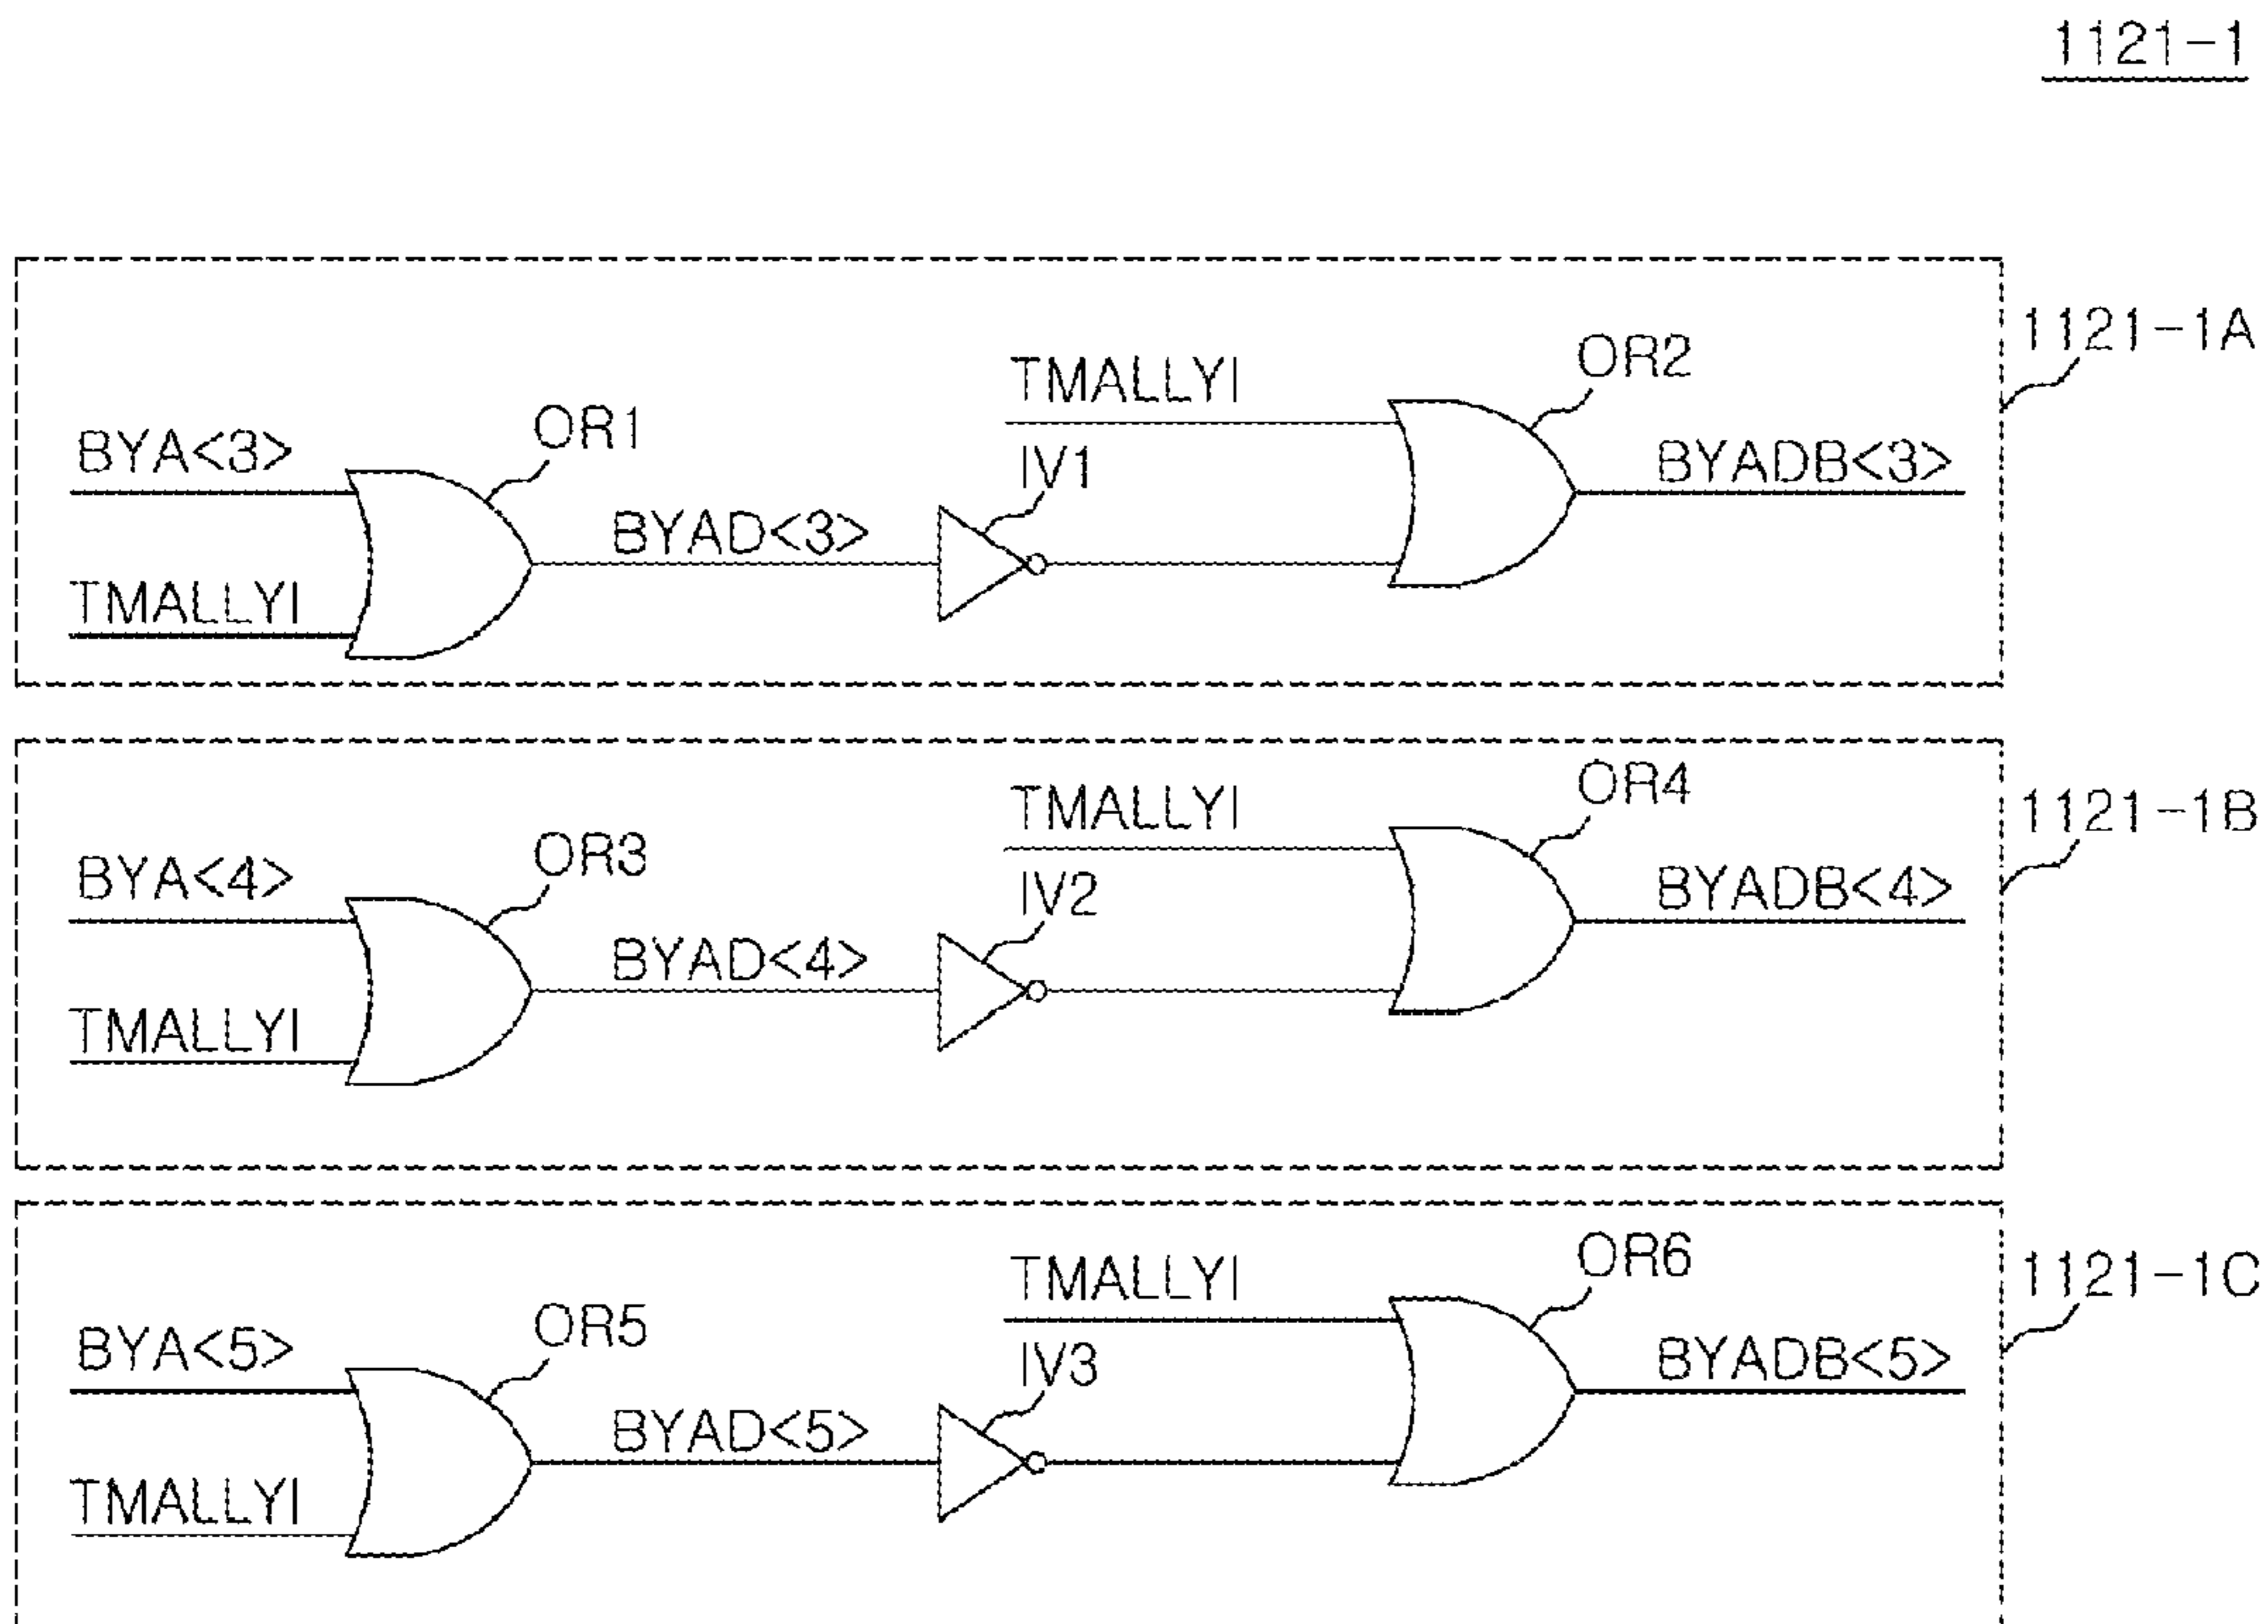 1121-1
1121-1A
TMALLYI
OR2
BYA<3>
OR1
IV1
BYADB<3>
BYAD<3>
TMALLYI
1121-1B
TMALLYI
OR4
BYA<4>
OR3
IV2
BYADB<4>
BYAD<4>
TMALLYI
1121-1C
TMALLYI
OR6
BYA<5>
OR5
IV3
BYADB<5>
BYAD<5>
TMALLYI